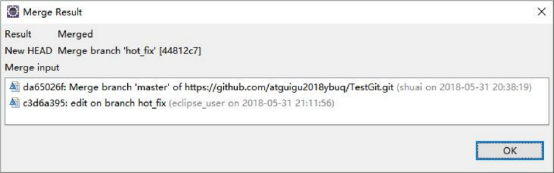 Merge Result
Result Merged
New HEAD Merge branch 'hot_fix' [44812c7]
Merge input
da65026f: Merge branch 'master' of https://github.com/atguigu2018ybuq/TestGit.git (shuai on 2018-05-31 20:38:19)
c3d6a395: edit on branch hot_fix (eclipse_user on 2018-05-31 21:11:56)
OK